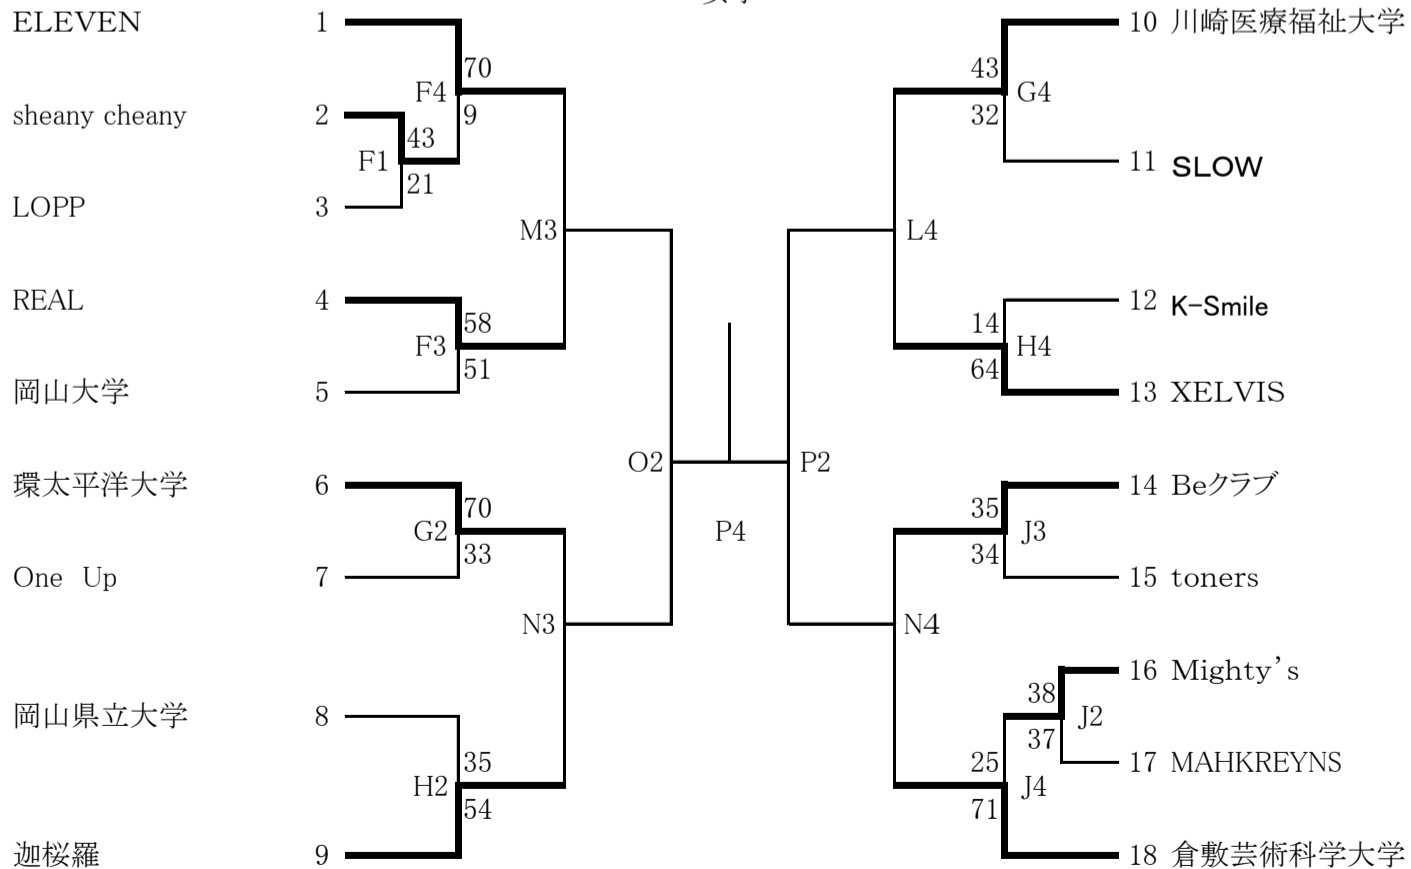 ELEVEN 1 10 川崎医療福祉大学
70 43
F4 G4
sheany cheany 2 9 32
43
F1 11 SLOW
21
LOPP 3
M3 L4
REAL 4 12 K-Smile
58 14
F3 H4
51 64
岡山大学 5 13 XELVIS
O2 P2
環太平洋大学 6 14 Beクラブ
70 35
G2 P4 J3
33 34
One Up 7 15 toners
N3 N4
16 Mighty's
38
岡山県立大学 8 J2
37
35 25 17 MAHKREYNS
H2 J4
54 71
迦桜羅 9 18 倉敷芸術科学大学